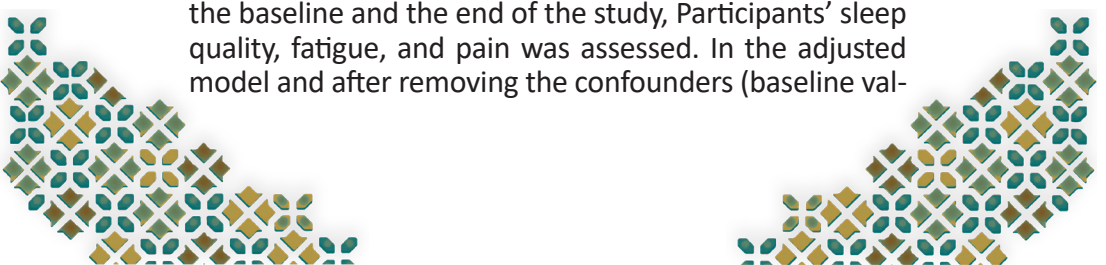 the baseline and the end of the study, Participants’ sleep
quality, fatigue, and pain was assessed. In the adjusted
model and after removing the confounders (baseline val-